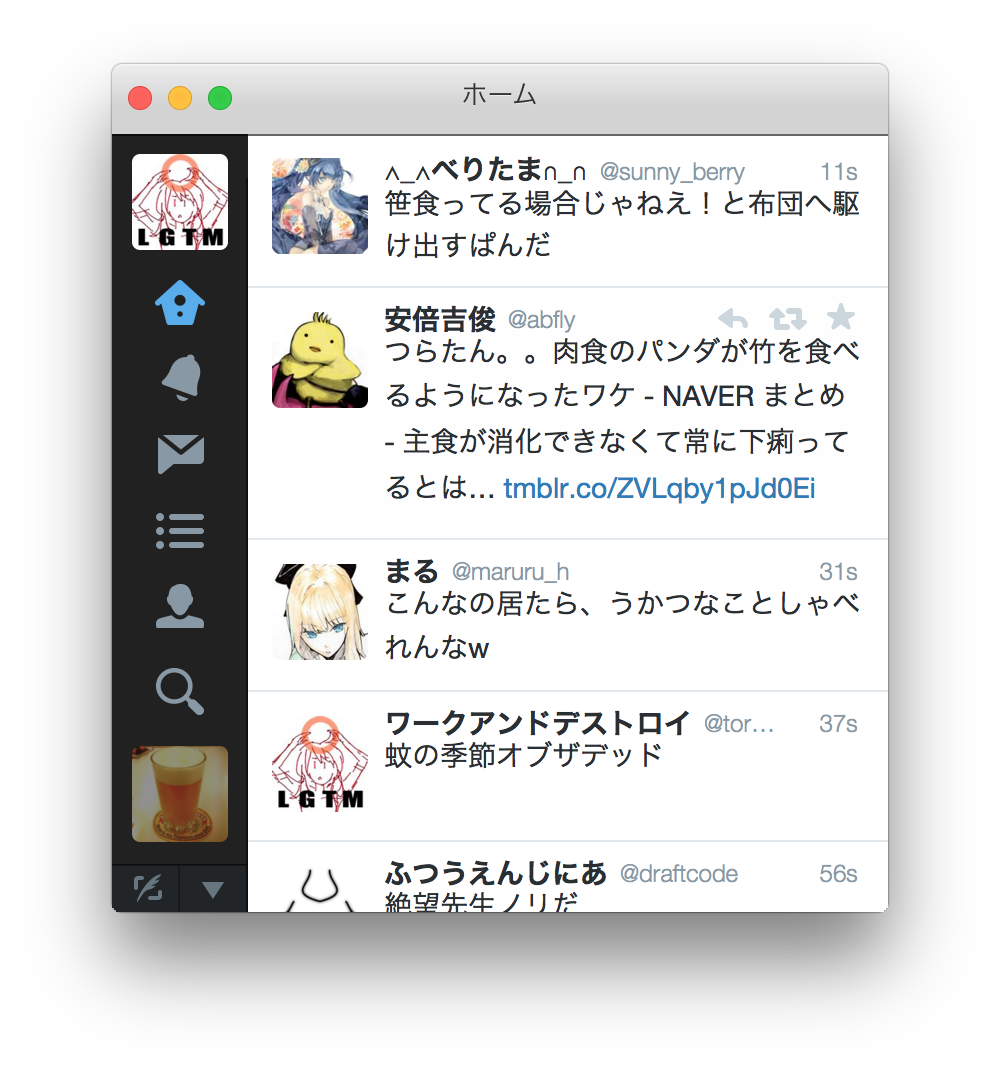 ホーム
LGTM
^_^べりたま∩_∩ @sunny_berry 11s
笹食ってる場合じゃねえ！と布団へ駆
け出すぱんだ
安倍吉俊 @abfly
つらたん。。肉食のパンダが竹を食べ
るようになったワケ - NAVER まとめ
- 主食が消化できなくて常に下痢って
るとは... tmblr.co/ZVLqby1pJd0Ei
まる @maruru_h 31s
こんなの居たら、うかつなことしゃべ
れんなw
ワークアンドデストロイ @tor... 37s
蚊の季節オブザデッド
LGTM
ふつうえんじにあ @draftcode 56s
絶望先生ノリだ